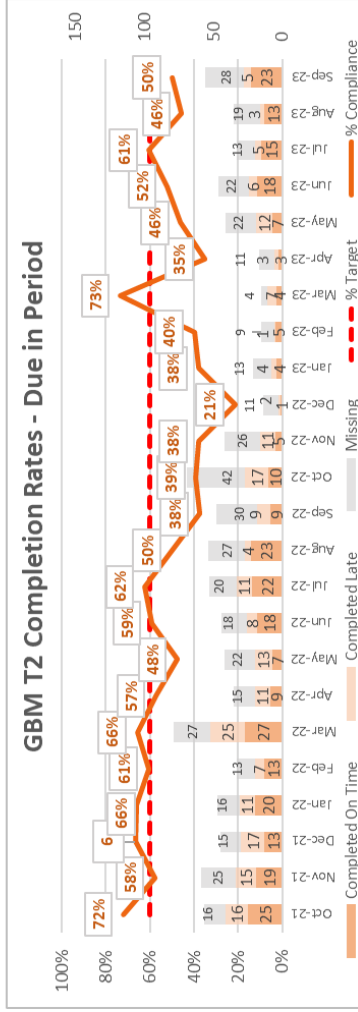 GBM T2 Completion Rates - Due in Period
100%
80%
60%
40%
20%
0%
150
100
50
0
72% 58% 6 66% 61% 66% 57% 48% 59% 62% 50% 38% 39% 38% 21% 38% 40% 73% 35% 46% 52% 61% 46% 50%
16 25 15 16 13 27 15 22 18 20 27 30 42 26 11 13 9 4 11 22 22 13 19 28
16 15 17 11 7 25 11 13 8 11 4 9 17 11 2 4 1 7 3 12 6 5 3 5
25 19 13 20 13 27 9 7 18 22 23 9 10 5 1 4 5 4 3 7 18 15 13 23
Oct-21 Nov-21 Dec-21 Jan-22 Feb-22 Mar-22 Apr-22 May-22 Jun-22 Jul-22 Aug-22 Sep-22 Oct-22 Nov-22 Dec-22 Jan-23 Feb-23 Mar-23 Apr-23 May-23 Jun-23 Jul-23 Aug-23 Sep-23
Completed On Time Completed Late Missing % Target % Compliance